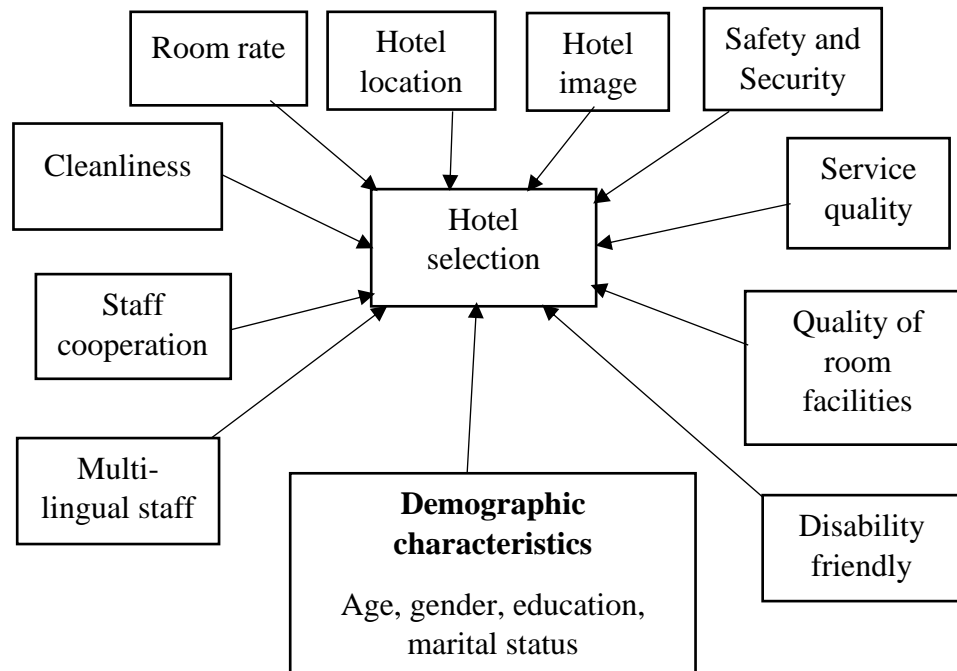 Room rate
Hotel
location
Hotel
image
Safety and
Security
Cleanliness
Service
quality
Hotel
selection
Staff
cooperation
Quality of
room
facilities
Multi-
lingual staff
Demographic
characteristics
Age, gender, education,
marital status
Disability
friendly